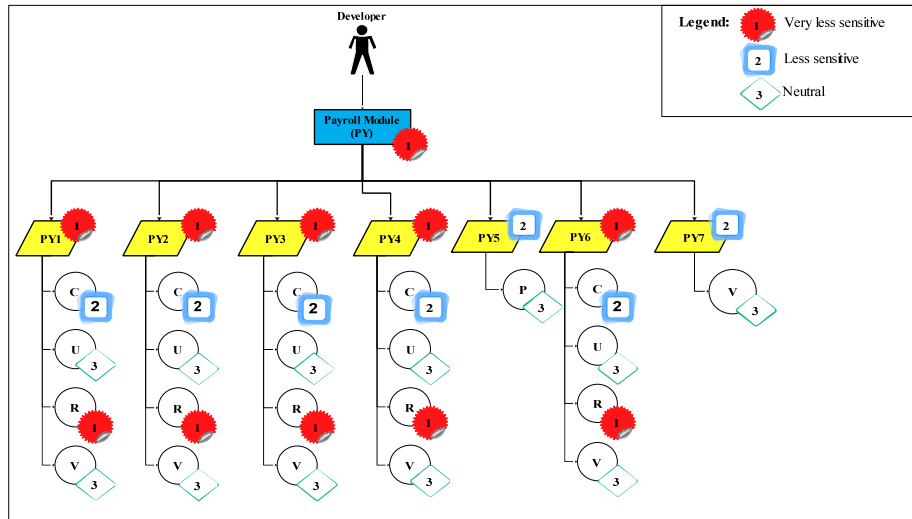 Developer
Legend:
1 Very less sensitive
2 Less sensitive
3 Neutral
Payroll Module
(PY)
1
PY1 1
PY2 1
PY3 1
PY4 1
PY5 2
PY6 1
PY7 2
C 2
C 2
C 2
C 2
P 3
C 2
V 3
U 3
U 3
U 3
U 3
U 3
R 1
R 1
R 1
R 1
R 1
V 3
V 3
V 3
V 3
V 3